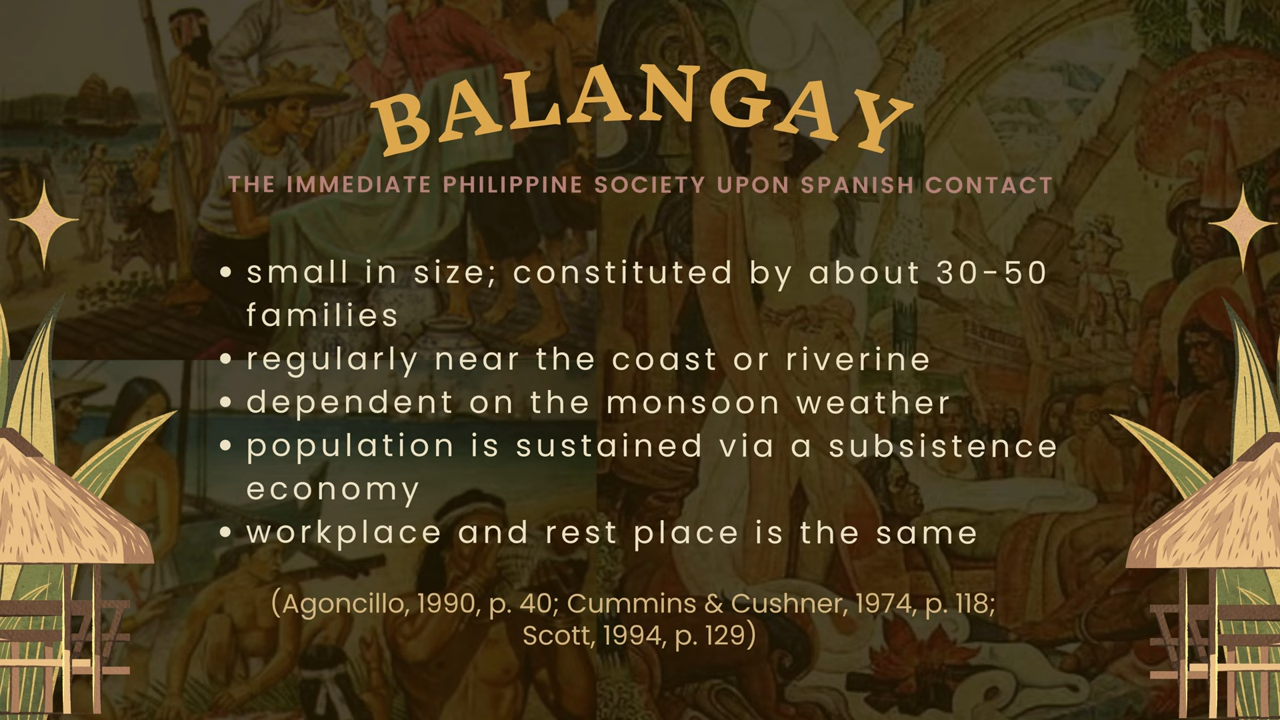 BALANGAY
THE IMMEDIATE PHILIPPINE SOCIETY UPON SPANISH CONTACT
• small in size; constituted by about 30-50
families
• regularly near the coast or riverine
• dependent on the monsoon weather
• population is sustained via a subsistence
economy
• workplace and rest place is the same
(Agoncillo, 1990, p. 40; Cummins & Cushner, 1974, p. 118;
Scott, 1994, p. 129)